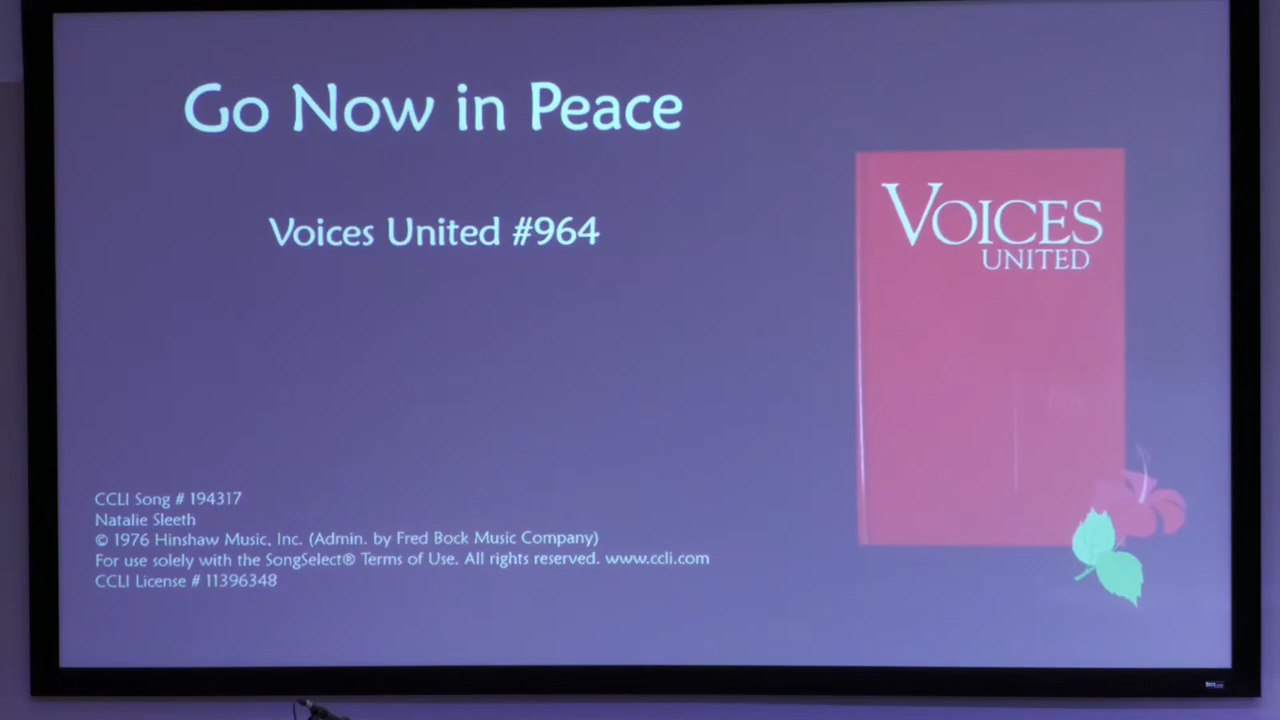 Go Now in Peace
Voices United #964
VOICES
UNITED
CCLI Song # 194317
Natalie Sleeth
© 1976 Hinshaw Music, Inc. (Admin. by Fred Bock Music Company)
For use solely with the SongSelect® Terms of Use. All rights reserved. www.ccli.com
CCLI License # 11396348